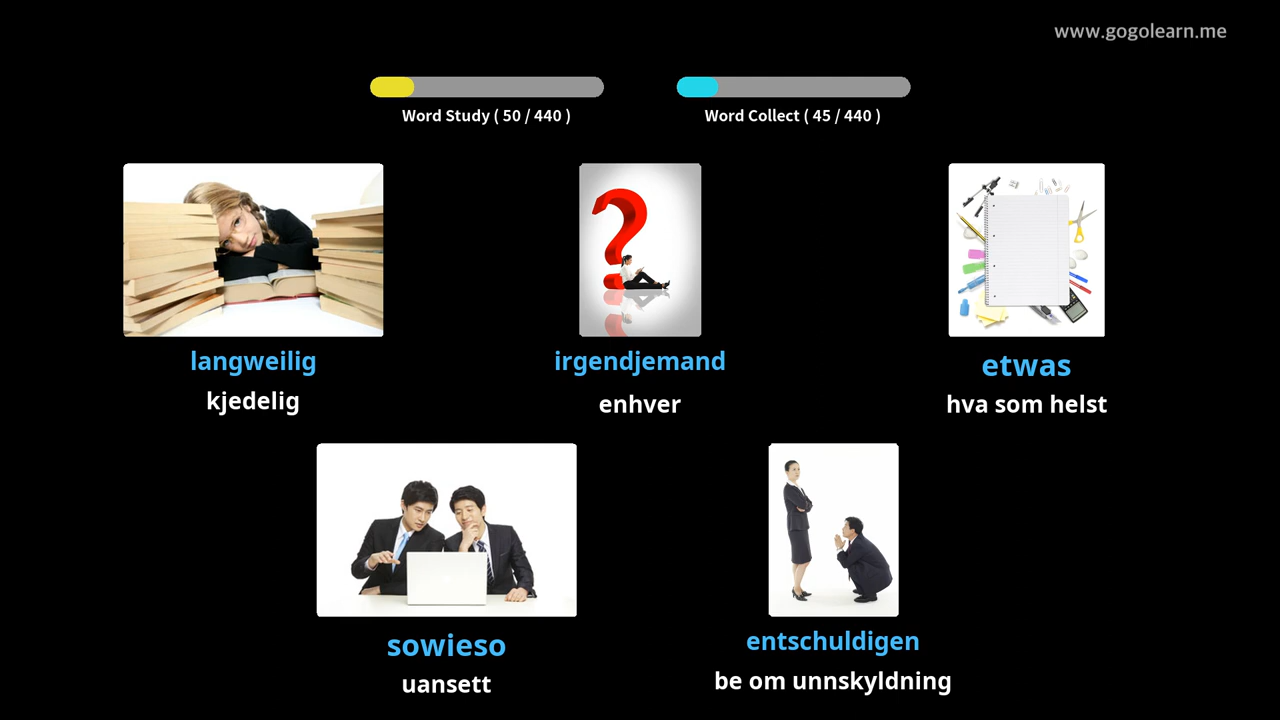 www.gogolearn.me
Word Study ( 50 / 440 )
Word Collect ( 45 / 440 )
langweilig
kjedelig
irgendjemand
enhver
etwas
hva som helst
sowieso
uansett
entschuldigen
be om unnskyldning